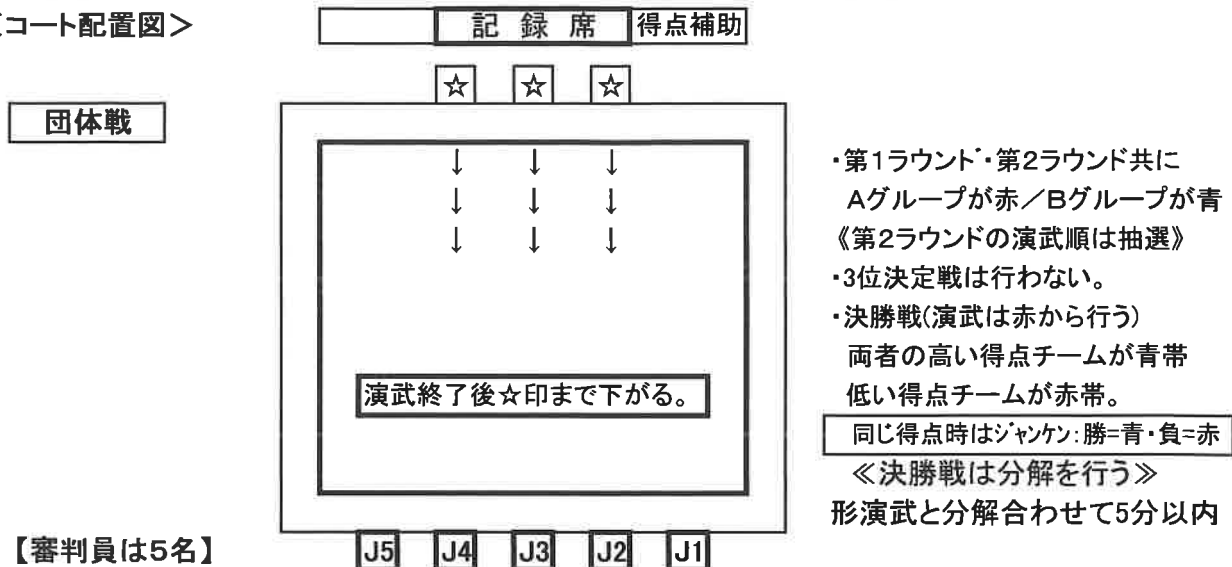 コート配置図＞
記 録 席
得点補助
☆ ☆ ☆
団体戦
↓ ↓ ↓
↓ ↓ ↓
↓ ↓ ↓
演武終了後☆印まで下がる。
・第1ラウンド・第2ラウンド共に
Aグループが赤／Bグループが青
《第2ラウンドの演武順は抽選》
・3位決定戦は行わない。
・決勝戦(演武は赤から行う)
両者の高い得点チームが青帯
低い得点チームが赤帯。
同じ得点時はジャンケン:勝=青・負=赤
≪決勝戦は分解を行う≫
形演武と分解合わせて5分以内
【審判員は5名】
J5 J4 J3 J2 J1